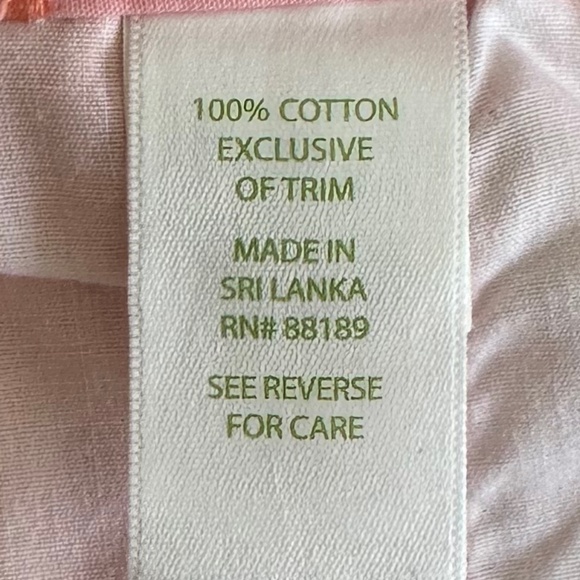 100% COTTON
EXCLUSIVE
OF TRIM
MADE IN
SRI LANKA
RN# 88189
SEE REVERSE
FOR CARE